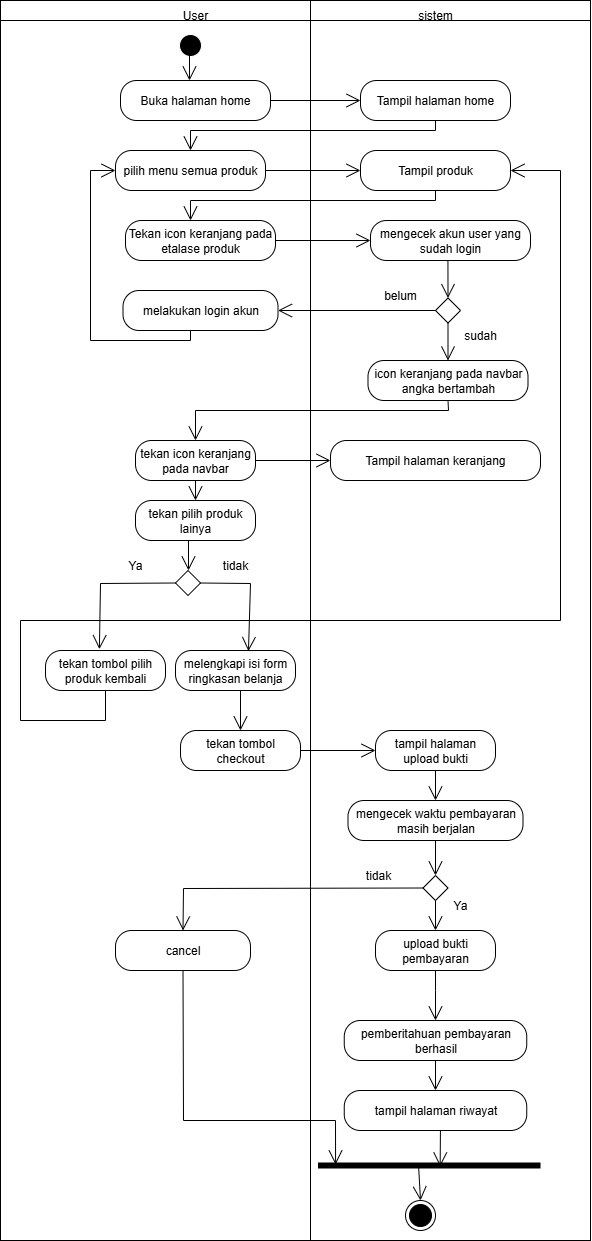 User
sistem
Buka halaman home
Tampil halaman home
pilih menu semua produk
Tampil produk
Tekan icon keranjang pada
etalase produk
mengecek akun user yang
sudah login
belum
melakukan login akun
sudah
icon keranjang pada navbar
angka bertambah
tekan icon keranjang
pada navbar
Tampil halaman keranjang
tekan pilih produk
lainya
Ya
tidak
tekan tombol pilih
produk kembali
melengkapi isi form
ringkasan belanja
tekan tombol
checkout
tampil halaman
upload bukti
mengecek waktu pembayaran
masih berjalan
tidak
Ya
cancel
upload bukti
pembayaran
pemberitahuan pembayaran
berhasil
tampil halaman riwayat